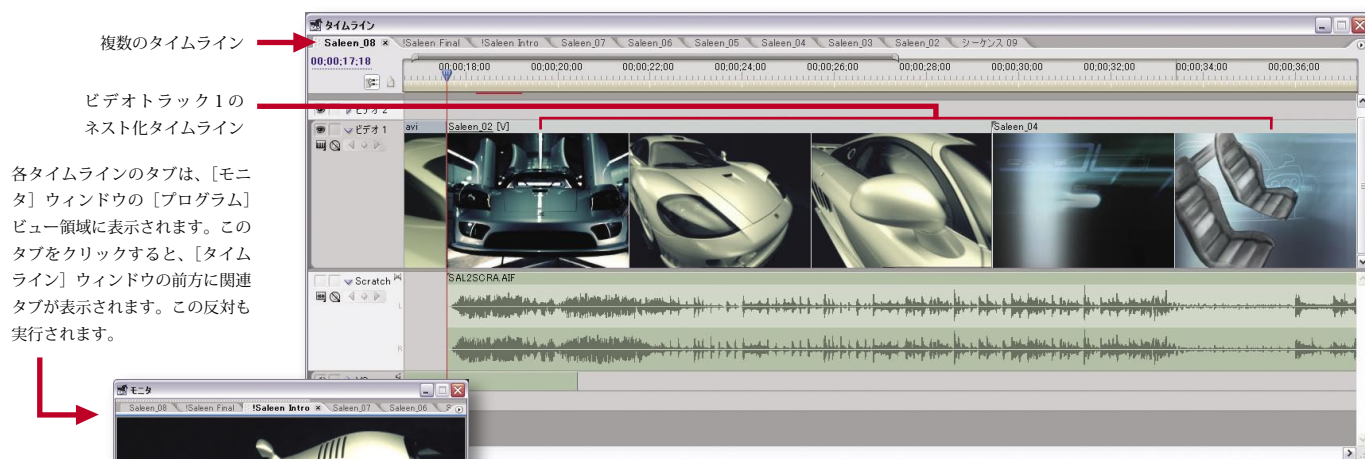 複数のタイムライン
ビデオトラック1の
ネスト化タイムライン
各タイムラインのタブは、[モニ
タ]ウィンドウの[プログラム]
ビュー領域に表示されます。この
タブをクリックすると、[タイム
ライン]ウィンドウの前方に関連
タブが表示されます。この反対も
実行されます。
タイムライン
Saleen_08 !Saleen Final !Saleen Intro Saleen_07 Saleen_06 Saleen_05 Saleen_04 Saleen_03 Saleen_02 シーケンス 09
00;00;17;18
00;00;18;00 00;00;20;00 00;00;22;00 00;00;24;00 00;00;26;00 00;00;28;00 00;00;30;00 00;00;32;00 00;00;34;00 00;00;36;00
ビデオ 2
ビデオ 1
avi Saleen_02 [V] Saleen_04
Scratch
SAL2SCRA.AIF
L
R
モニタ
Saleen_08 !Saleen Final !Saleen Intro Saleen_07 Saleen_06